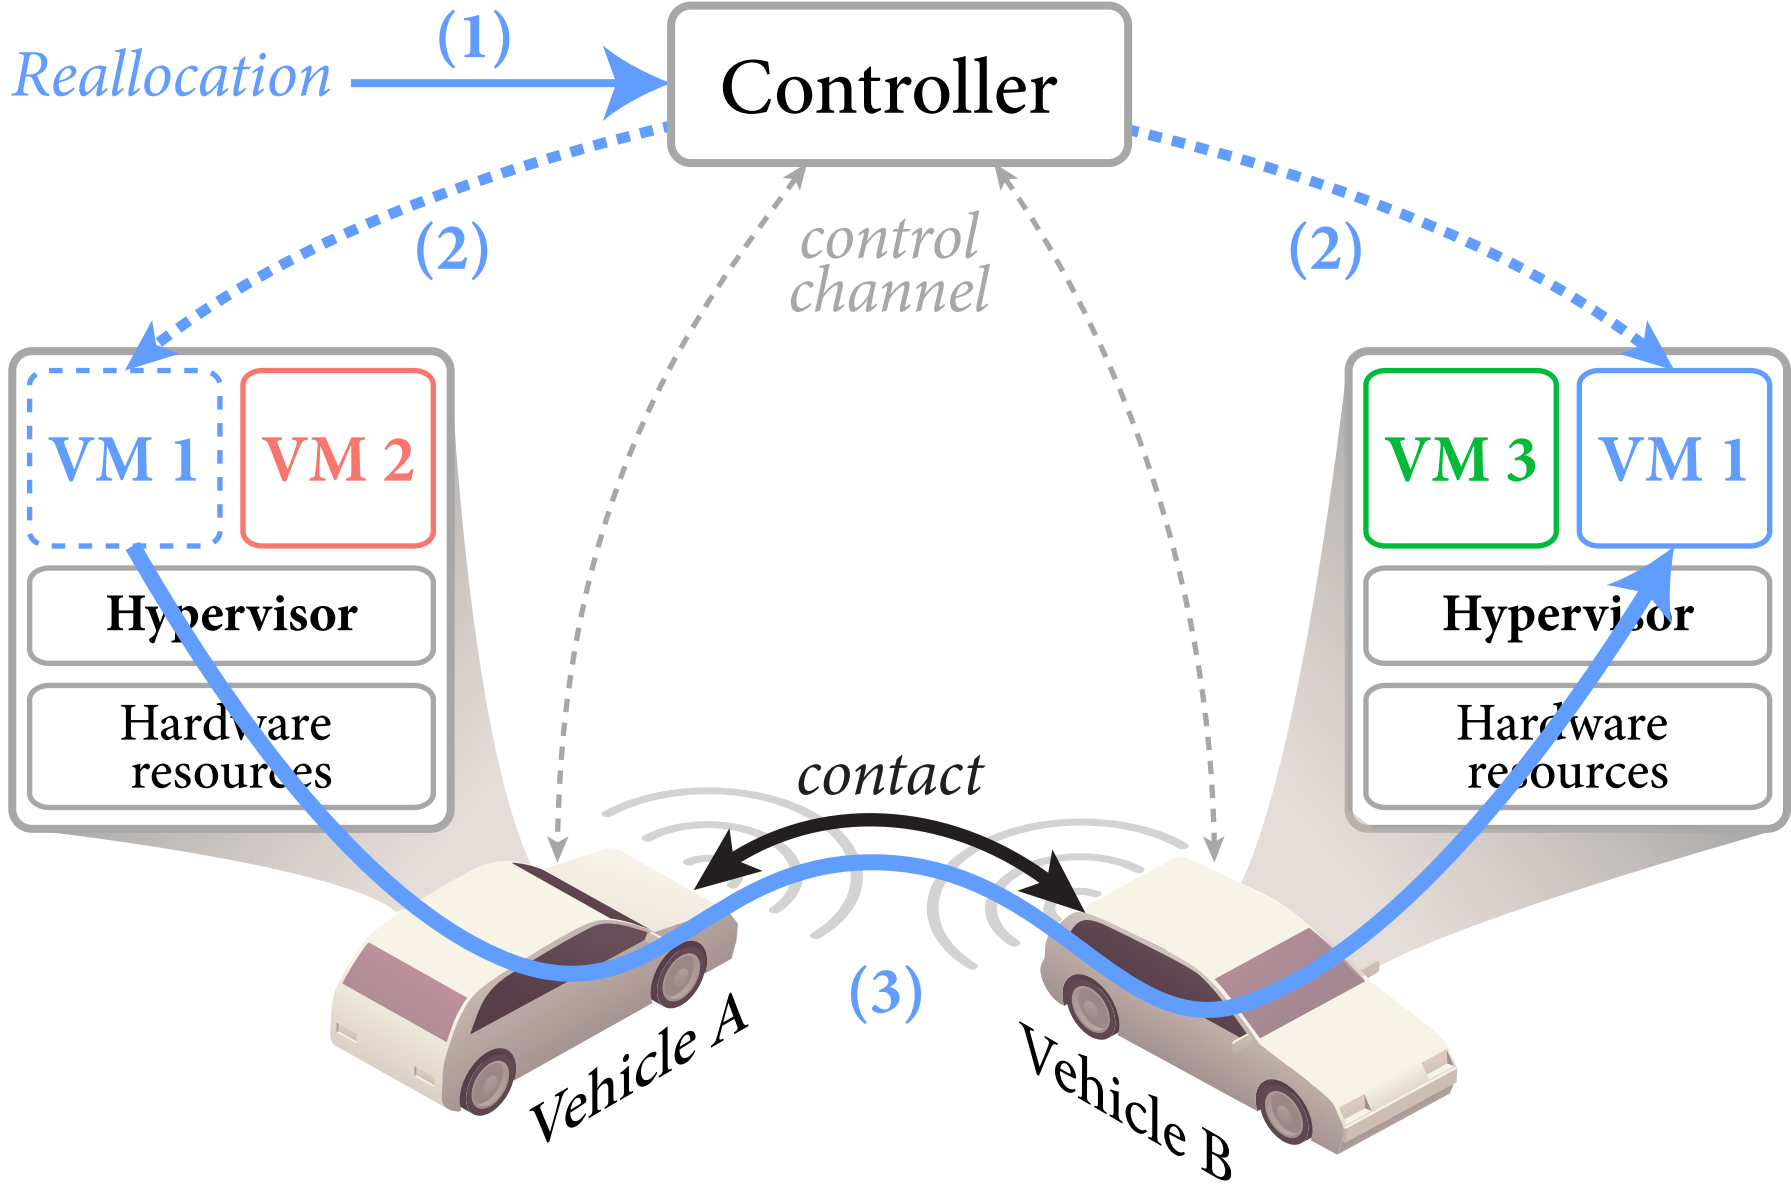 (1)
Reallocation
Controller
(2)
control
channel
(2)
VM 1
VM 2
VM 3
VM 1
Hypervisor
Hypervisor
Hardware
resources
Hardware
resources
contact
(3)
Vehicle A
Vehicle B